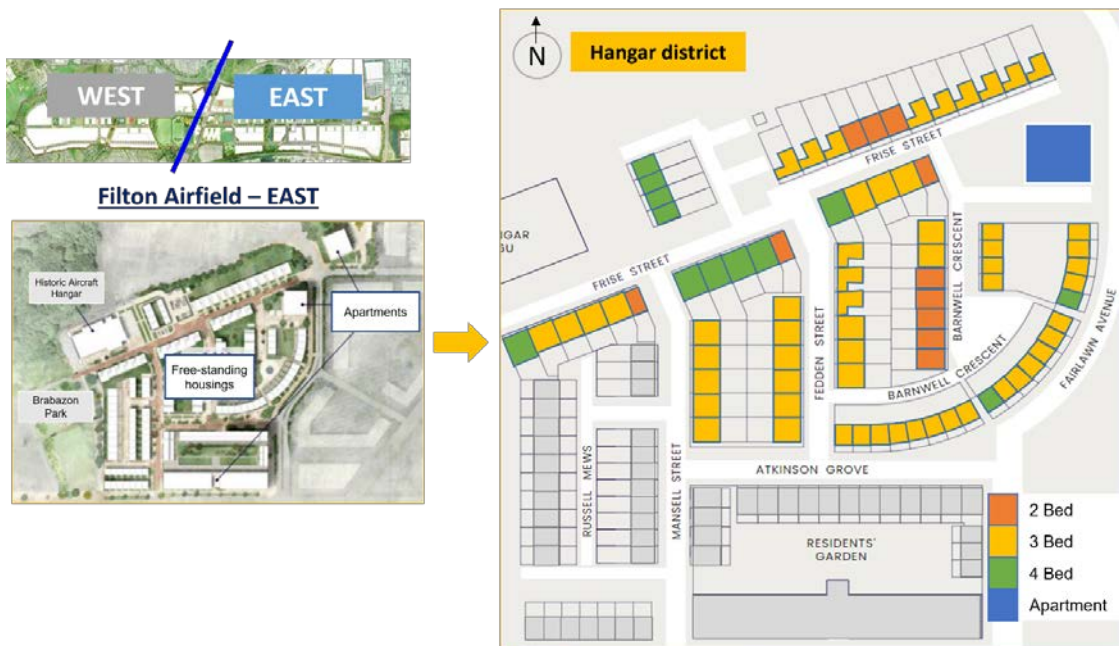 WEST
EAST
Filton Airfield – EAST
Historic Aircraft
Hangar
Apartments
Free-standing
housings
Brabazon
Park
N
Hangar district
FRISE STREET
GAR
GU
FRISE STREET
BARNWELL CRESCENT
FEDDEN STREET
BARNWELL CRESCENT
FAIRLAWN AVENUE
RUSSELL MEWS
MANSELL STREET
ATKINSON GROVE
RESIDENTS'
GARDEN
2 Bed
3 Bed
4 Bed
Apartment